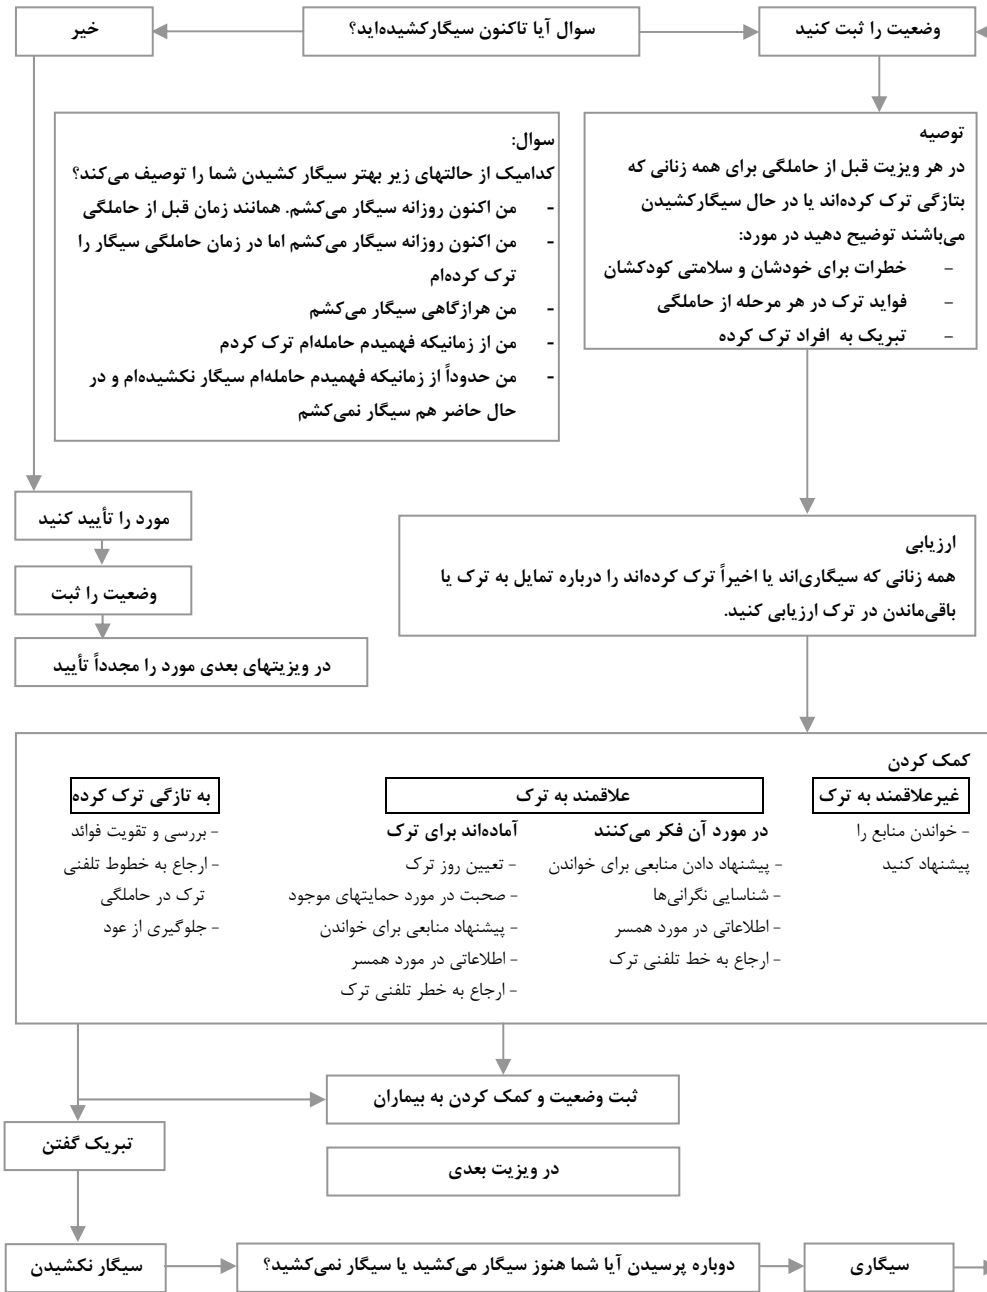 وضعیت را ثبت کنید
سوال آیا تاکنون سیگارکشیده‌اید؟
خیر
توصیه
در هر ویزیت قبل از حاملگی برای همه زنانی که
بتازگی ترک کرده‌اند یا در حال سیگارکشیدن
می‌باشند توضیح دهید در مورد:
- خطرات برای خودشان و سلامتی کودکشان
- فواید ترک در هر مرحله از حاملگی
- تبریک به افراد ترک کرده
سوال:
کدامیک از حالتهای زیر بهتر سیگار کشیدن شما را توصیف می‌کند؟
- من اکنون روزانه سیگار می‌کشم. همانند زمان قبل از حاملگی
- من اکنون روزانه سیگار می‌کشم اما در زمان حاملگی سیگار را
ترک کرده‌ام
- من هرازگاهی سیگار می‌کشم
- من از زمانیکه فهمیدم حامله‌ام ترک کردم
- من حدوداً از زمانیکه فهمیدم حامله‌ام سیگار نکشیده‌ام و در
حال حاضر هم سیگار نمی‌کشم
مورد را تأیید کنید
وضعیت را ثبت
در ویزیتهای بعدی مورد را مجدداً تأیید
ارزیابی
همه زنانی که سیگاری‌اند یا اخیراً ترک کرده‌اند را درباره تمایل به ترک یا
باقی‌ماندن در ترک ارزیابی کنید.
کمک کردن
غیرعلاقمند به ترک
- خواندن منابع را
پیشنهاد کنید
علاقمند به ترک
در مورد آن فکر می‌کنند
- پیشنهاد دادن منابعی برای خواندن
- شناسایی نگرانی‌ها
- اطلاعاتی در مورد همسر
- ارجاع به خط تلفنی ترک
آماده‌اند برای ترک
- تعیین روز ترک
- صحبت در مورد حمایتهای موجود
- پیشنهاد منابعی برای خواندن
- اطلاعاتی در مورد همسر
- ارجاع به خطر تلفنی ترک
به تازگی ترک کرده
- بررسی و تقویت فوائد
- ارجاع به خطوط تلفنی
ترک در حاملگی
- جلوگیری از عود
ثبت وضعیت و کمک کردن به بیماران
تبریک گفتن
در ویزیت بعدی
سیگاری
دوباره پرسیدن آیا شما هنوز سیگار می‌کشید یا سیگار نمی‌کشید؟
سیگار نکشیدن